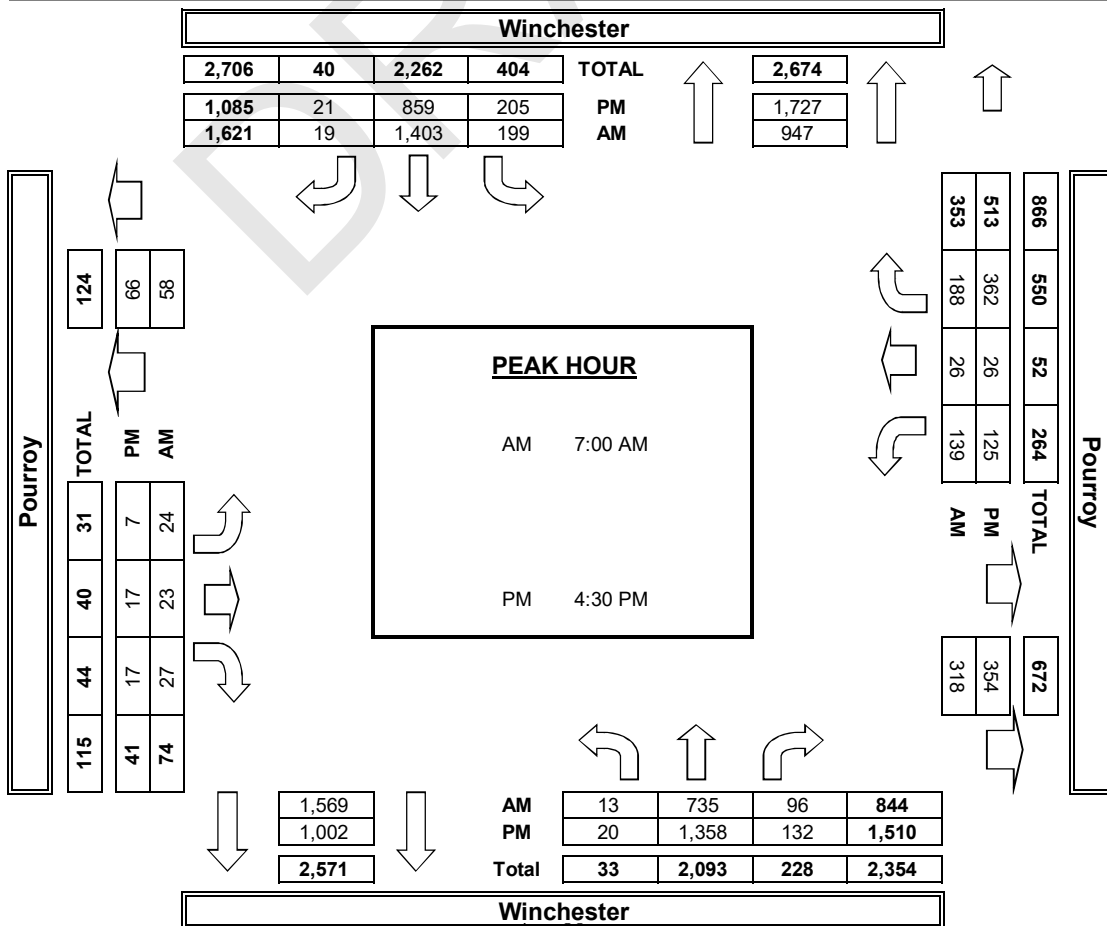 Winchester
2,706 40 2,262 404 TOTAL 2,674
1,085 21 859 205 PM 1,727
1,621 19 1,403 199 AM 947
Pourroy
124
66
58
TOTAL PM AM
31 7 24
40 17 23
44 17 27
115 41 74
PEAK HOUR
AM 7:00 AM
PM 4:30 PM
353 513 866
188 362 550
26 26 52
139 125 264
AM PM TOTAL
318 354 672
Pourroy
1,569 AM 13 735 96 844
1,002 PM 20 1,358 132 1,510
2,571 Total 33 2,093 228 2,354
Winchester